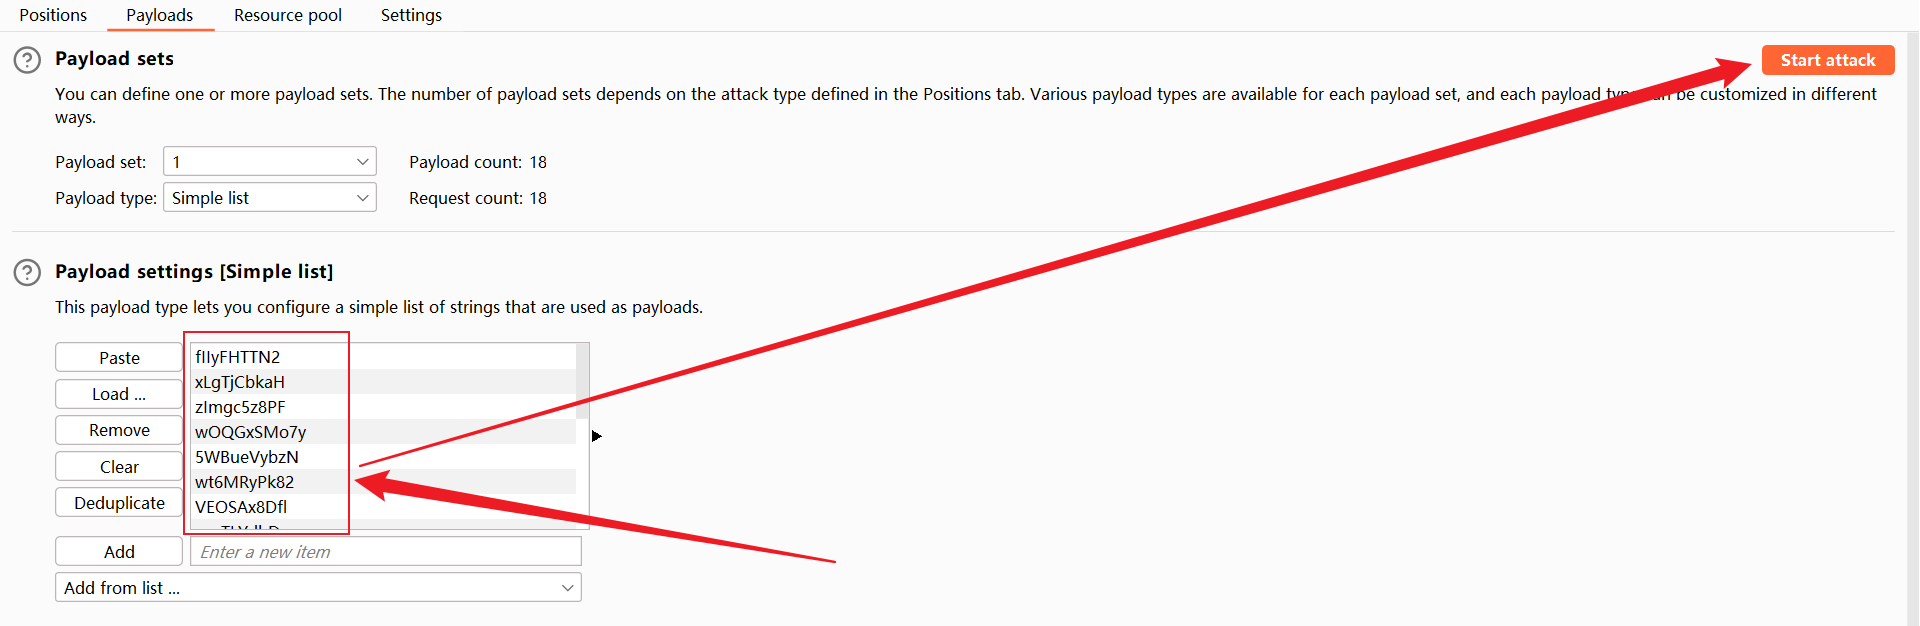 Positions Payloads Resource pool Settings
Payload sets
Start attack
You can define one or more payload sets. The number of payload sets depends on the attack type defined in the Positions tab. Various payload types are available for each payload set, and each payload type can be customized in different
ways.
Payload set: 1 Payload count: 18
Payload type: Simple list Request count: 18
Payload settings [Simple list]
This payload type lets you configure a simple list of strings that are used as payloads.
Paste
Load ...
Remove
Clear
Deduplicate
fIIyFHTTN2
xLgTjCbkaH
zImgc5z8PF
wOQGxSMo7y
5WBueVybzN
wt6MRyPk82
VEOSAx8Dfl
Add Enter a new item
Add from list ...